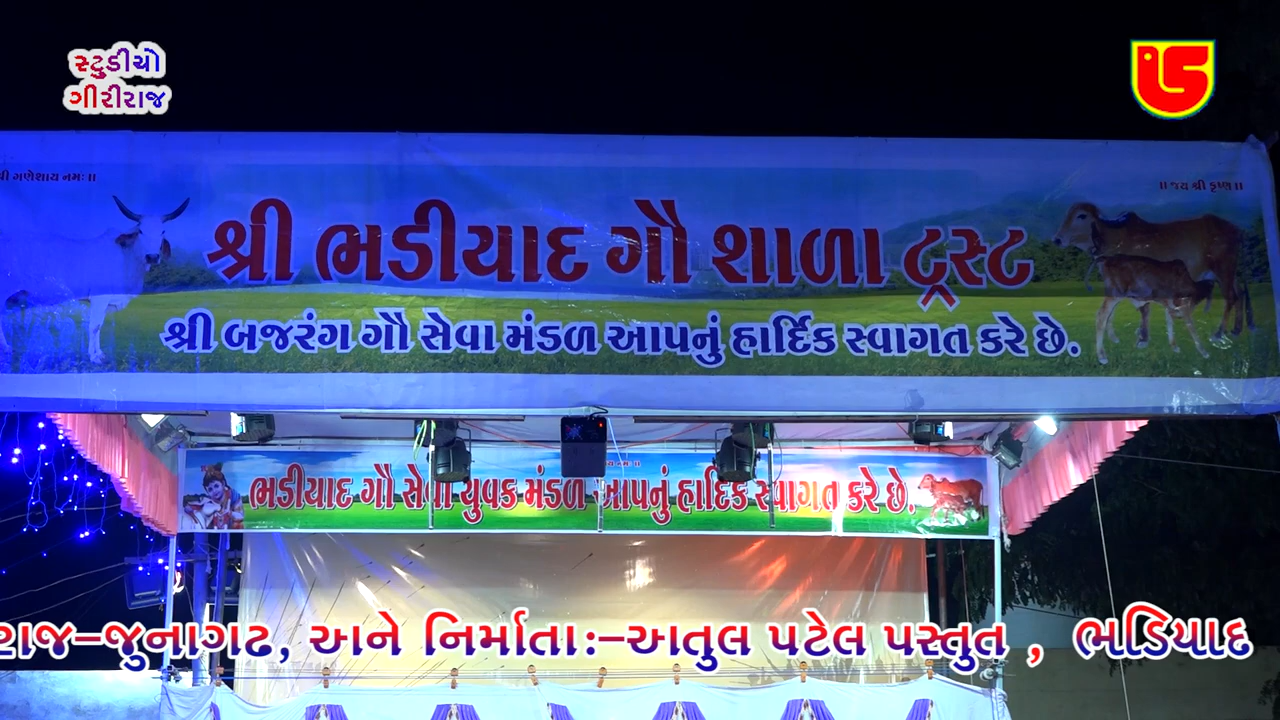 સ્ટુડીયો
ગીરીરાજ
શ્રી ગણેશાય નમઃ॥
॥ જય શ્રી કૃષ્ણ ॥
શ્રી ભડીયાદ ગૌ શાળા ટ્રસ્ટ
શ્રી બજરંગ ગૌ સેવા મંડળ આપનું હાર્દિક સ્વાગત કરે છે.
ભડીયાદ ગૌ સેવા યુવક મંડળ આપનું હાર્દિક સ્વાગત કરે છે.
રાજ–જુનાગઢ, અને નિર્માતા:–અતુલ પટેલ પસ્તુત , ભડિયાદ